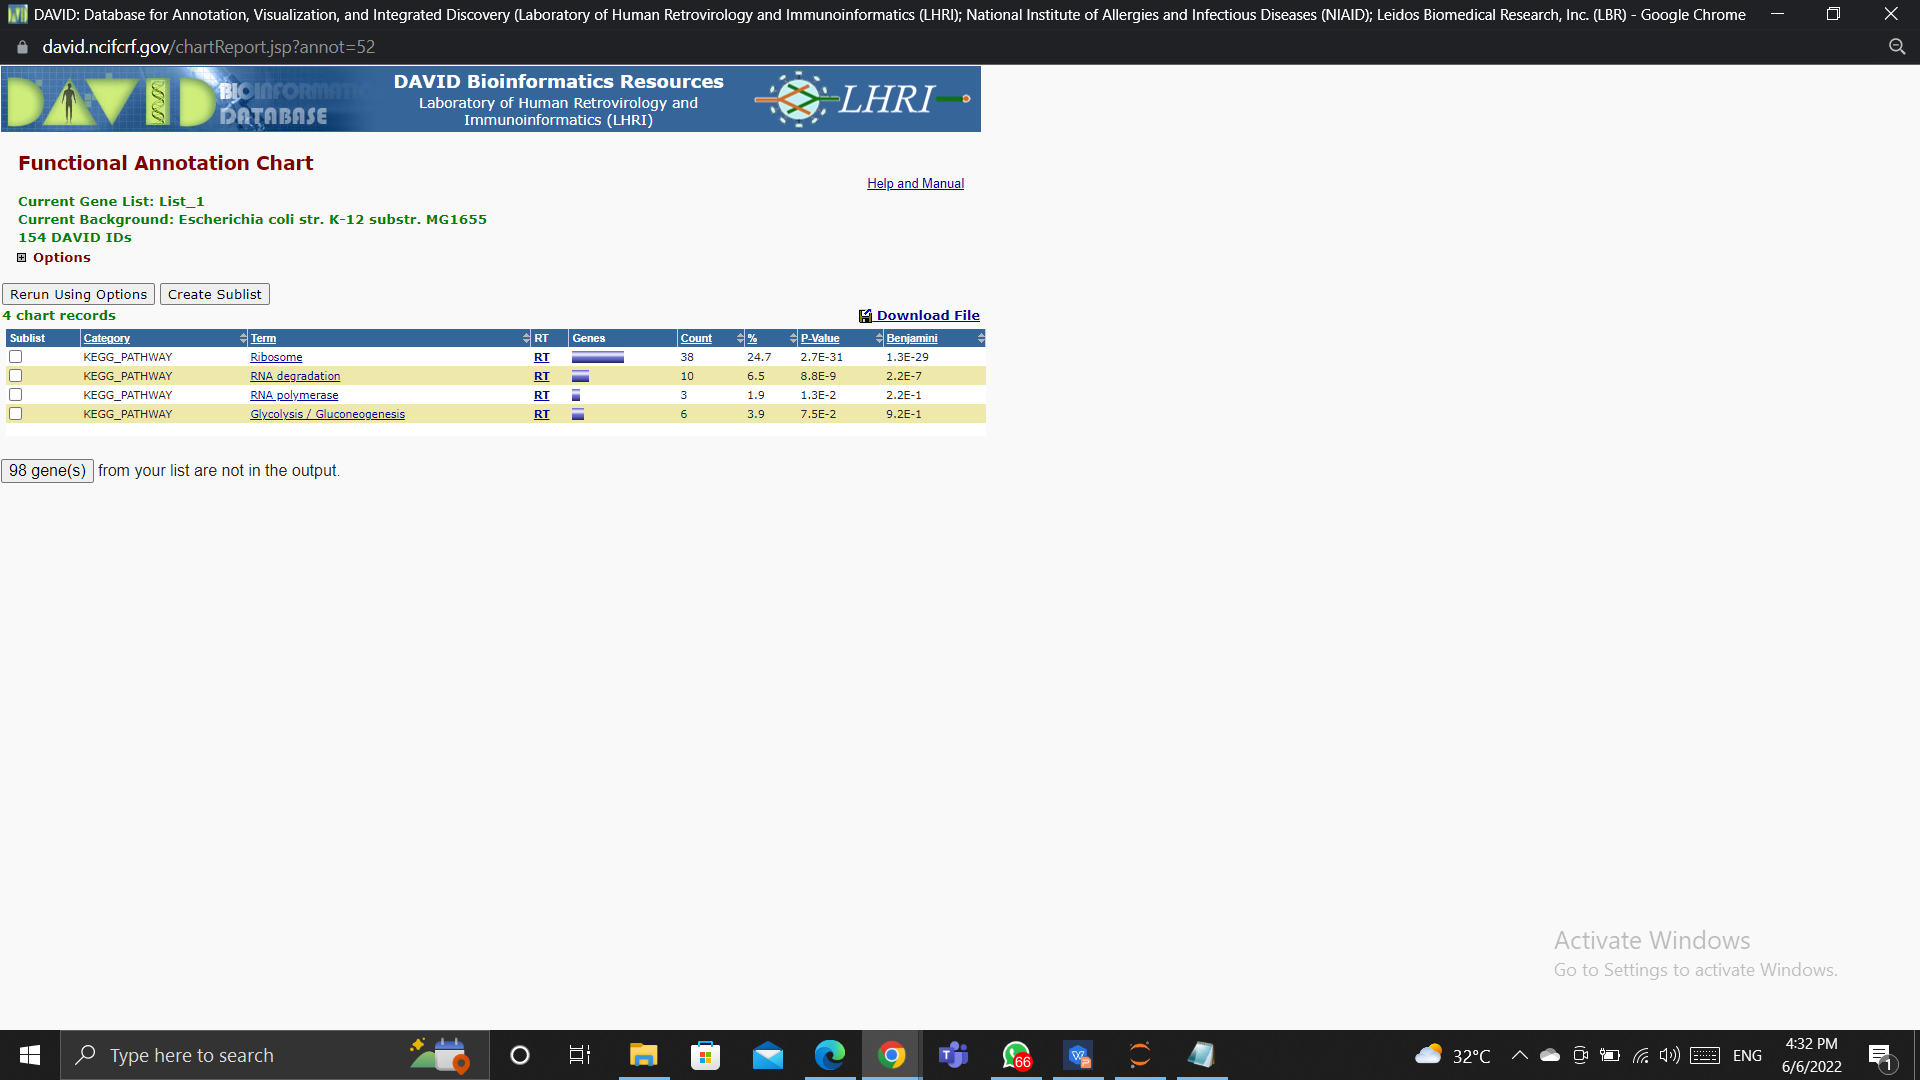 DAVID: Database for Annotation, Visualization, and Integrated Discovery (Laboratory of Human Retrovirology and Immunoinformatics (LHRI); National Institute of Allergies and Infectious Diseases (NIAID); Leidos Biomedical Research, Inc. (LBR) - Google Chrome
david.ncifcrf.gov/chartReport.jsp?annot=52
DAVID BIOINFORMATICS DATABASE
DAVID Bioinformatics Resources
Laboratory of Human Retrovirology and
Immunoinformatics (LHRI)
LHRI
Functional Annotation Chart
Help and Manual
Current Gene List: List_1
Current Background: Escherichia coli str. K-12 substr. MG1655
154 DAVID IDs
Options
Rerun Using Options Create Sublist
4 chart records Download File
Sublist Category Term RT Genes Count % P-Value Benjamini
KEGG_PATHWAY Ribosome RT 38 24.7 2.7E-31 1.3E-29
KEGG_PATHWAY RNA degradation RT 10 6.5 8.8E-9 2.2E-7
KEGG_PATHWAY RNA polymerase RT 3 1.9 1.3E-2 2.2E-1
KEGG_PATHWAY Glycolysis / Gluconeogenesis RT 6 3.9 7.5E-2 9.2E-1
98 gene(s) from your list are not in the output.
Activate Windows
Go to Settings to activate Windows.
Type here to search
66
32°C
ENG
4:32 PM
6/6/2022
1